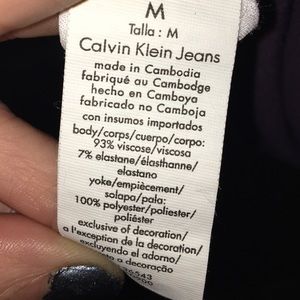 M
Talla : M
Calvin Klein Jeans
made in Cambodia
fabriqué au Cambodge
hecho en Camboya
fabricado no Camboja
con insumos importados
body/corps/cuerpo/corpo:
93% viscose/viscosa
7% elastane/élasthanne/
elastano
yoke/empiècement/
solapa/pala:
100% polyester/poliester/
poliéster
exclusive of decoration/
a l'exception de la decoration/
excluyendo el adorno/
to a decoração